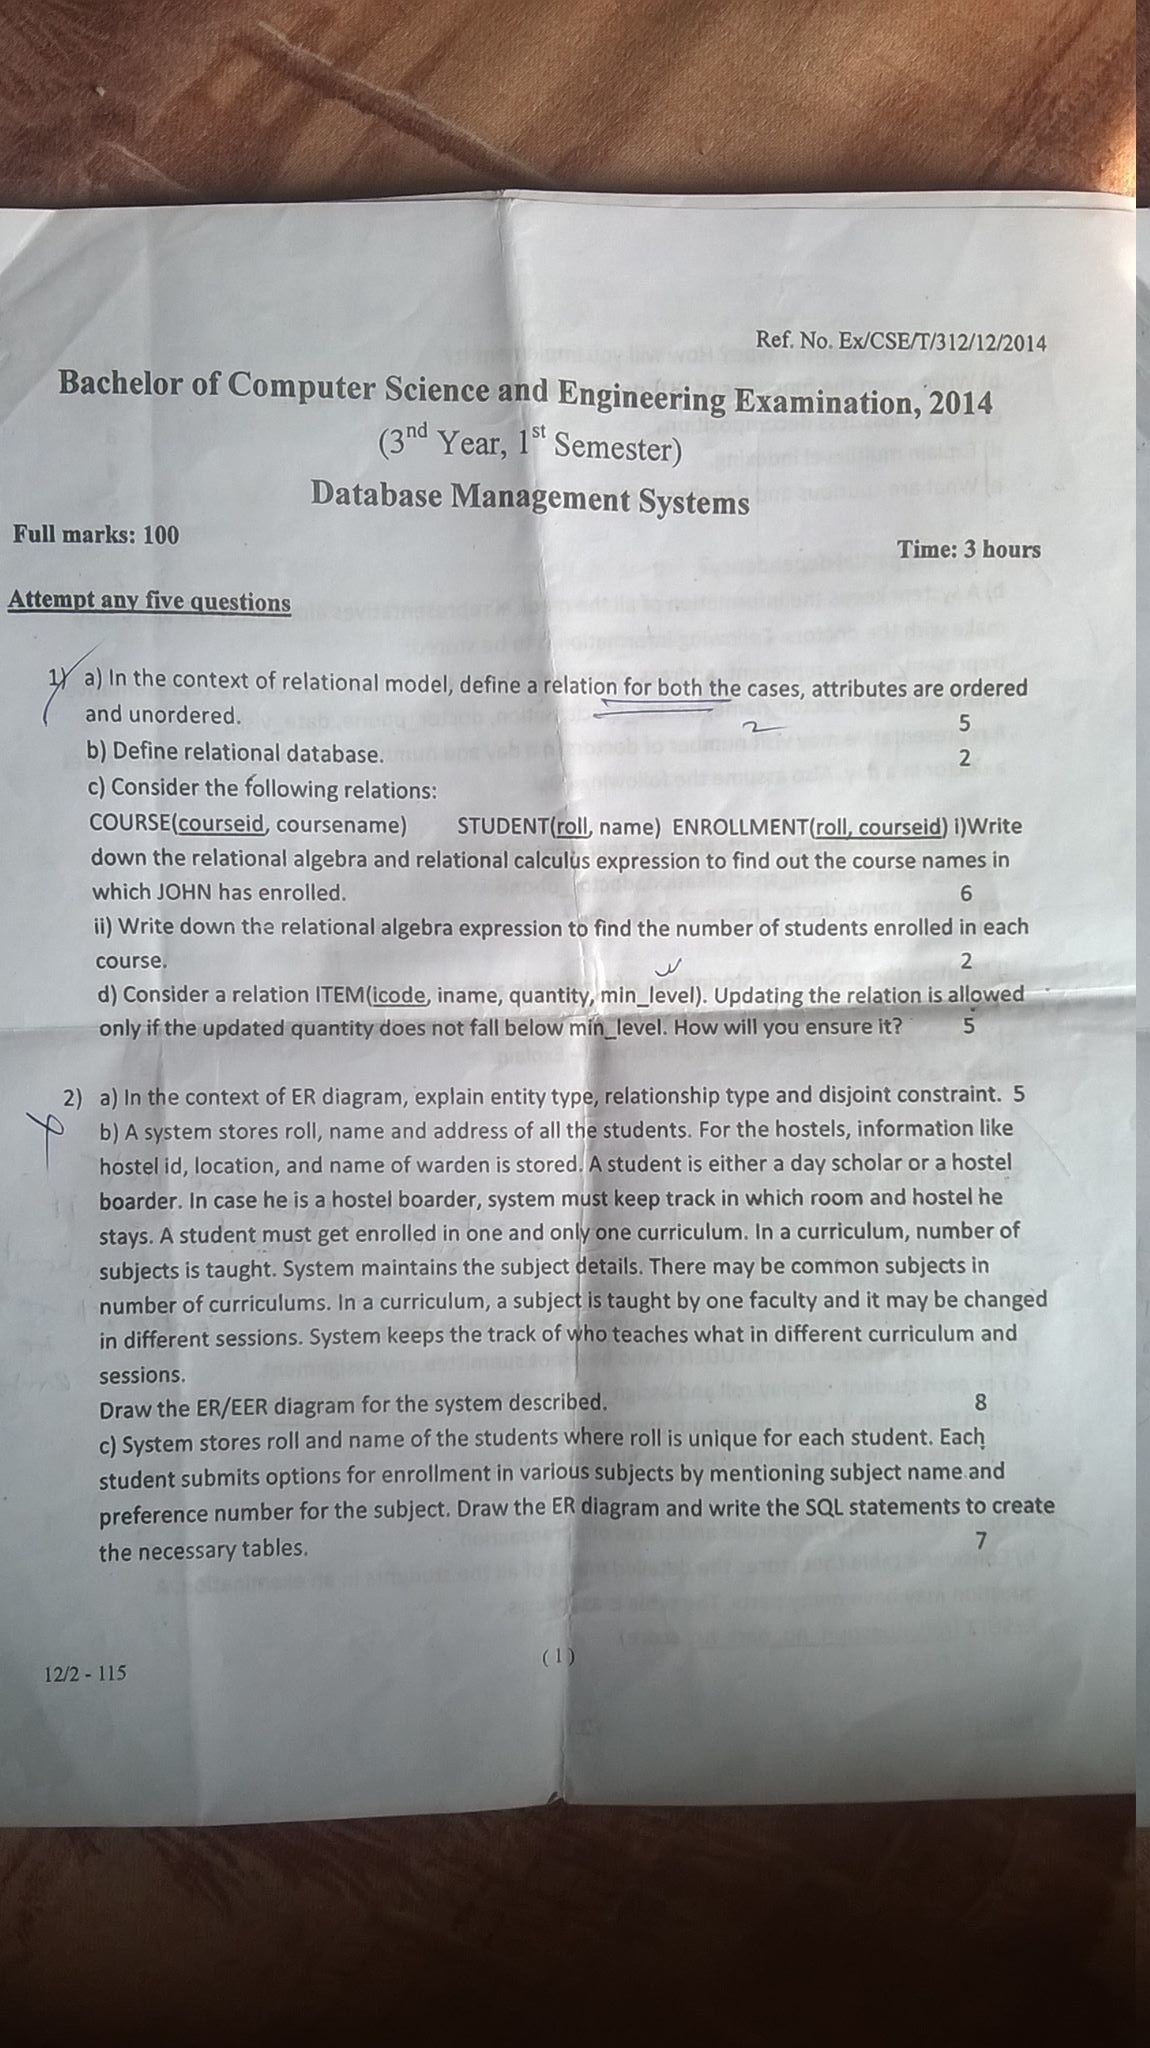 Ref. No. Ex/CSE/T/312/12/2014
Bachelor of Computer Science and Engineering Examination, 2014
(3nd Year, 1st Semester)
Database Management Systems
Full marks: 100
Time: 3 hours
Attempt any five questions
1) a) In the context of relational model, define a relation for both the cases, attributes are ordered
and unordered. 5
2
b) Define relational database. 2
c) Consider the following relations:
COURSE(courseid, coursename) STUDENT(roll, name) ENROLLMENT(roll, courseid) i)Write
down the relational algebra and relational calculus expression to find out the course names in
which JOHN has enrolled. 6
ii) Write down the relational algebra expression to find the number of students enrolled in each
course. 2
d) Consider a relation ITEM(icode, iname, quantity, min_level). Updating the relation is allowed
only if the updated quantity does not fall below min_level. How will you ensure it? 5
2) a) In the context of ER diagram, explain entity type, relationship type and disjoint constraint. 5
b) A system stores roll, name and address of all the students. For the hostels, information like
hostel id, location, and name of warden is stored. A student is either a day scholar or a hostel
boarder. In case he is a hostel boarder, system must keep track in which room and hostel he
stays. A student must get enrolled in one and only one curriculum. In a curriculum, number of
subjects is taught. System maintains the subject details. There may be common subjects in
number of curriculums. In a curriculum, a subject is taught by one faculty and it may be changed
in different sessions. System keeps the track of who teaches what in different curriculum and
sessions.
Draw the ER/EER diagram for the system described. 8
c) System stores roll and name of the students where roll is unique for each student. Each
student submits options for enrollment in various subjects by mentioning subject name and
preference number for the subject. Draw the ER diagram and write the SQL statements to create
the necessary tables. 7
(1)
12/2 - 115